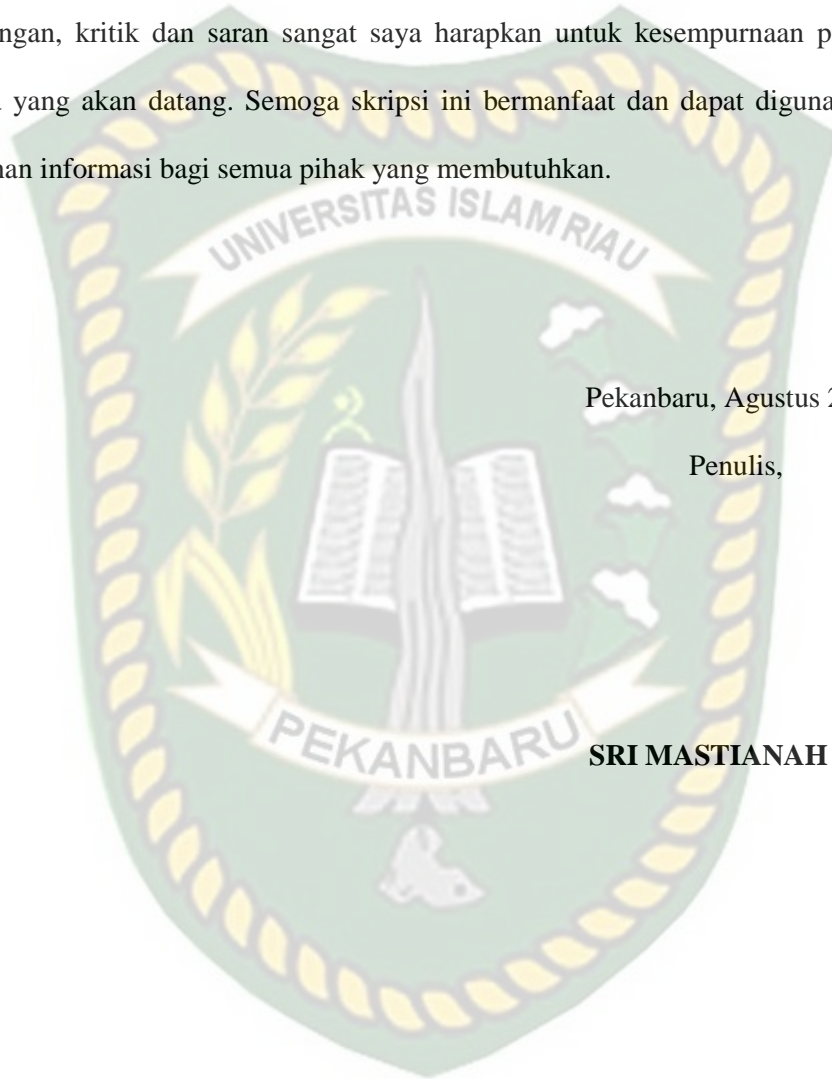 ngan, kritik dan saran sangat saya harapkan untuk kesempurnaan p
yang akan datang. Semoga skripsi ini bermanfaat dan dapat diguna
an informasi bagi semua pihak yang membutuhkan.
UNIVERSITAS ISLAM RIAU
Pekanbaru, Agustus 2
Penulis,
PEKANBARU
SRI MASTIANAH